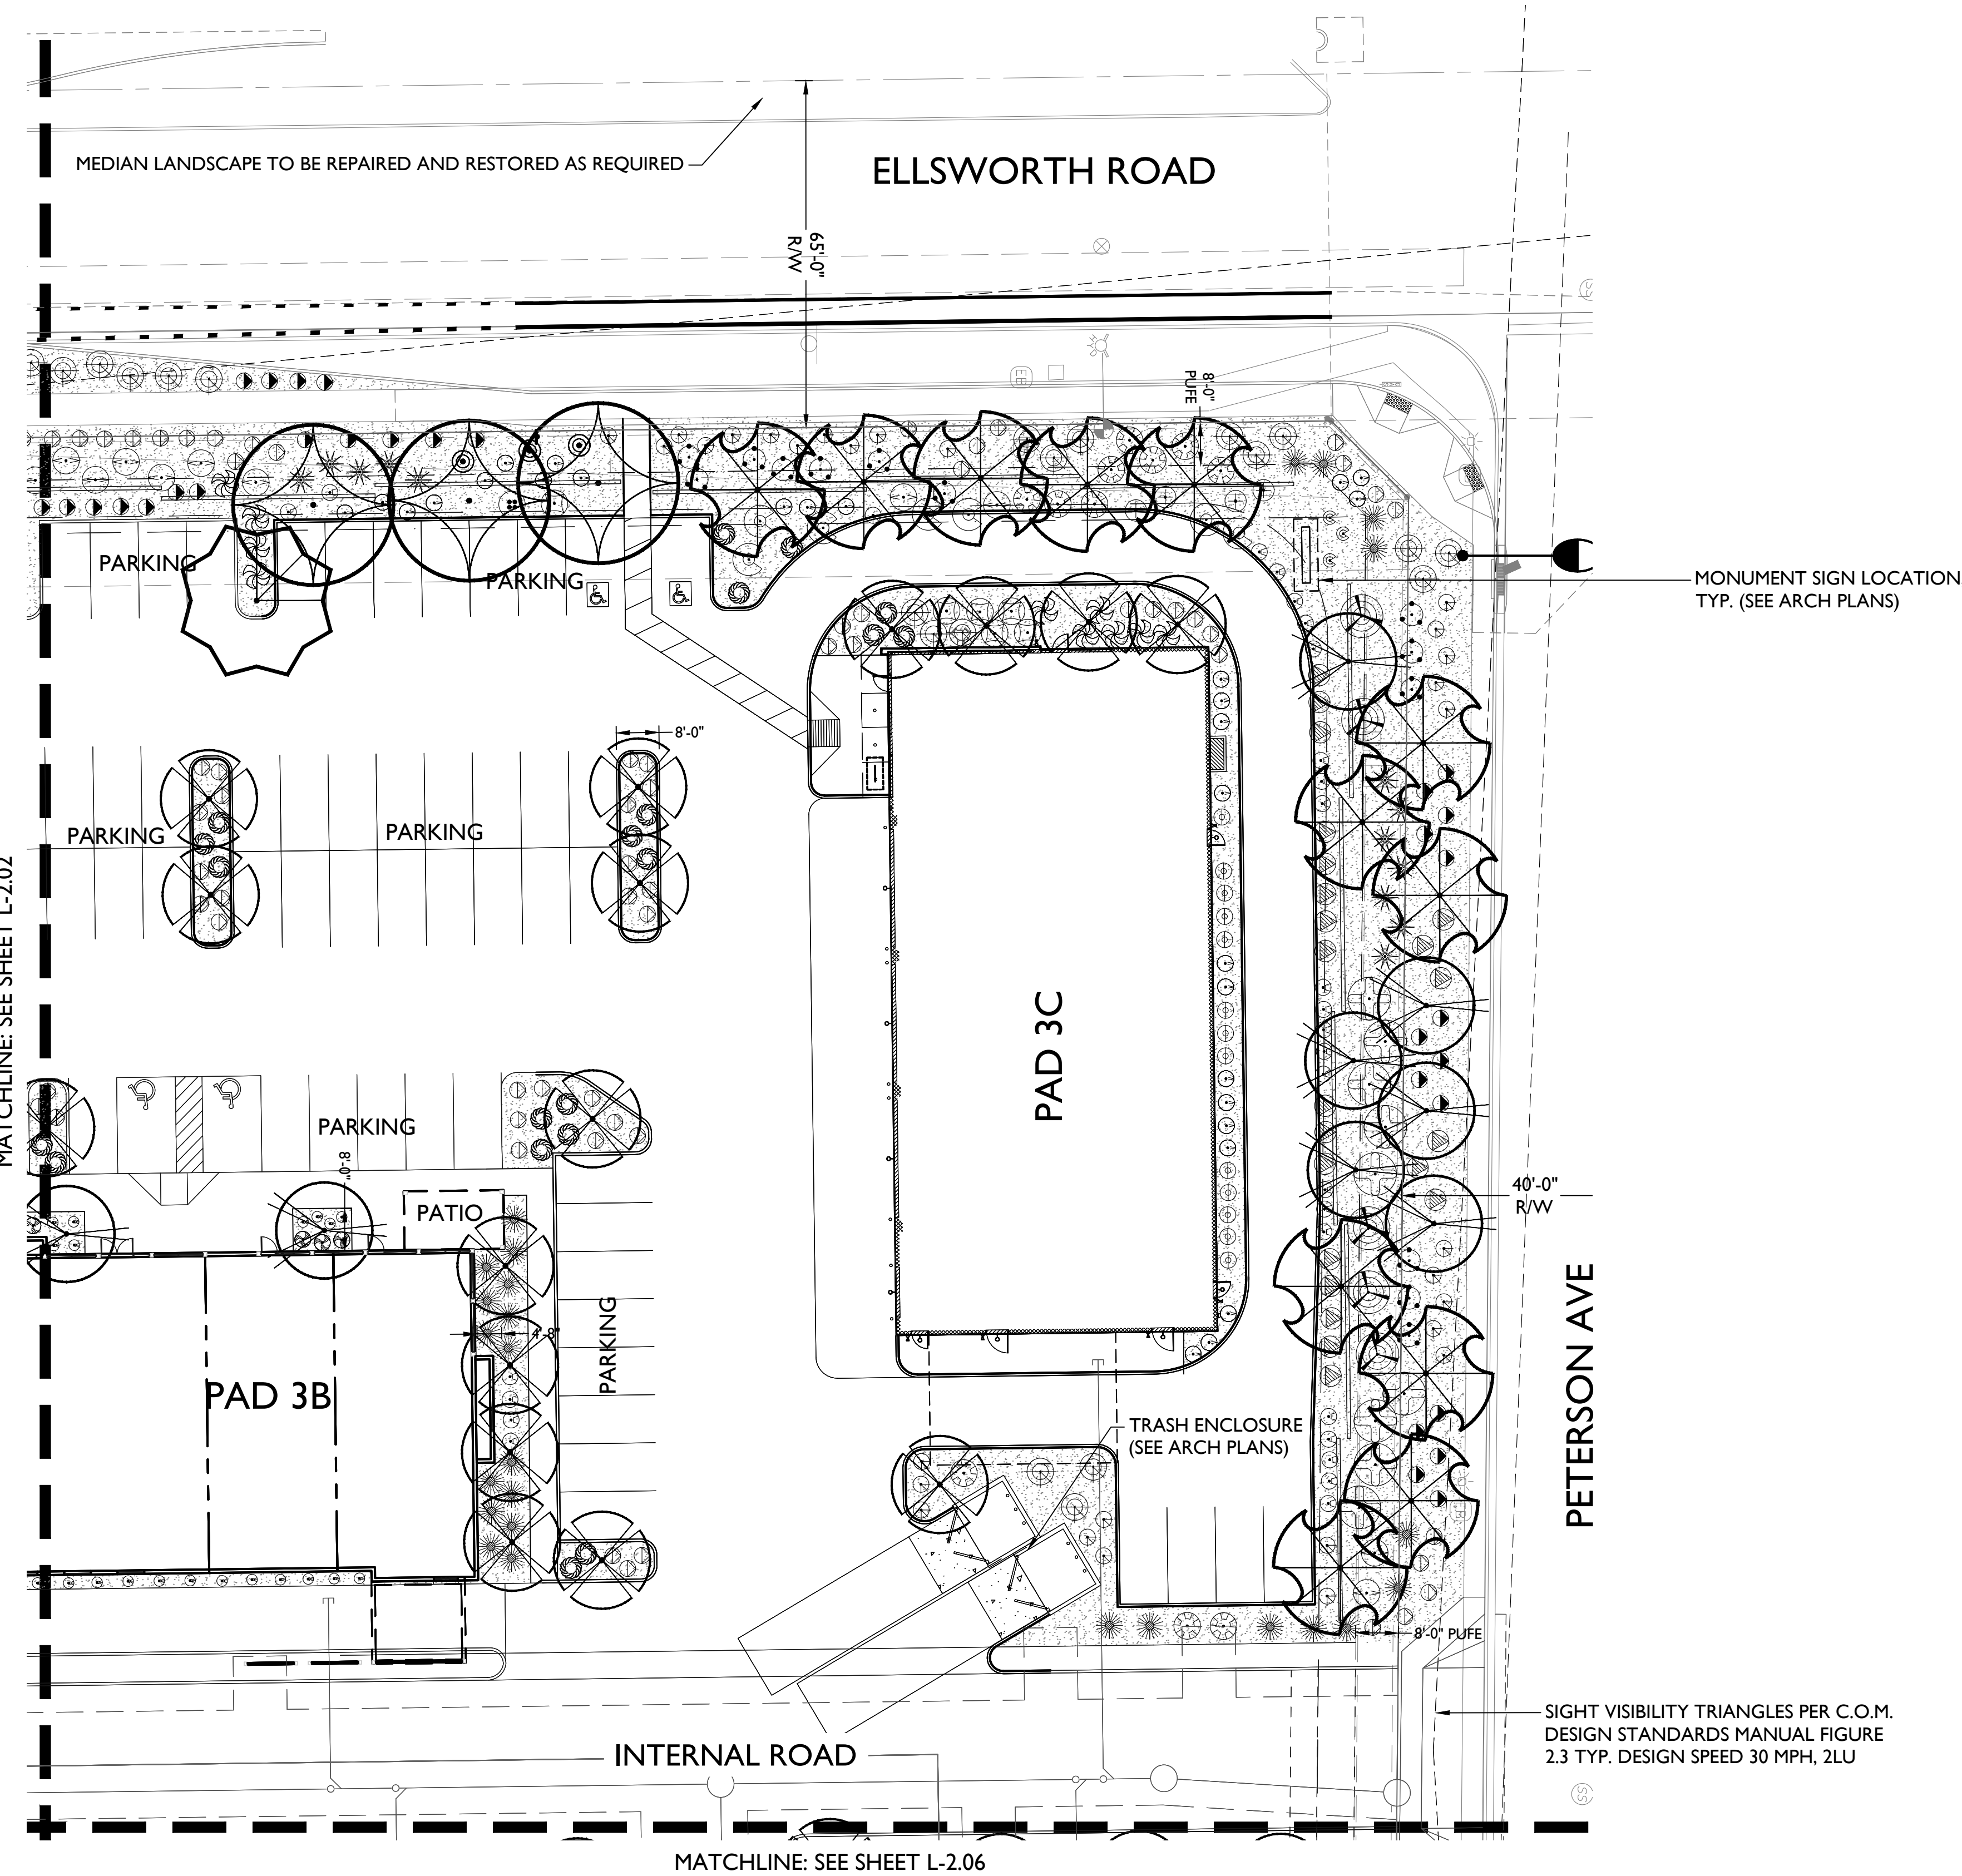 MEDIAN LANDSCAPE TO BE REPAIRED AND RESTORED AS REQUIRED
ELLSWORTH ROAD
65'-0"
R/W
8'-0"
PUFE
EB
PARKING
PARKING
MONUMENT SIGN LOCATION
TYP. (SEE ARCH PLANS)
8'-0"
PARKING
PARKING
MATCHLINE: SEE SHEET L-2.02
PAD 3C
PARKING
8'-0"
PATIO
40'-0"
R/W
PETERSON AVE
4'-8"
PARKING
PAD 3B
TRASH ENCLOSURE
(SEE ARCH PLANS)
8'-0" PUFE
SIGHT VISIBILITY TRIANGLES PER C.O.M.
DESIGN STANDARDS MANUAL FIGURE
2.3 TYP. DESIGN SPEED 30 MPH, 2LU
INTERNAL ROAD
SS
MATCHLINE: SEE SHEET L-2.06